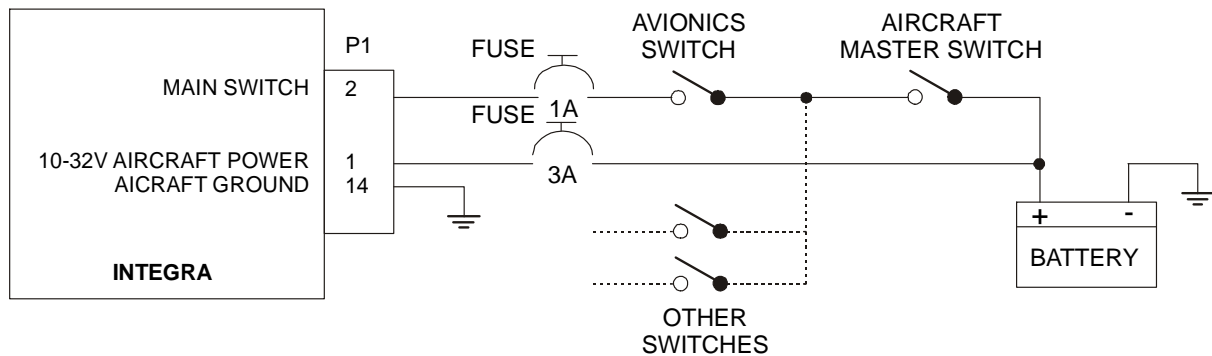 AVIONICS
SWITCH
AIRCRAFT
MASTER SWITCH
P1
FUSE
MAIN SWITCH
2
1A
FUSE
10-32V AIRCRAFT POWER
1
AICRAFT GROUND
14
3A
+ -
BATTERY
INTEGRA
OTHER
SWITCHES